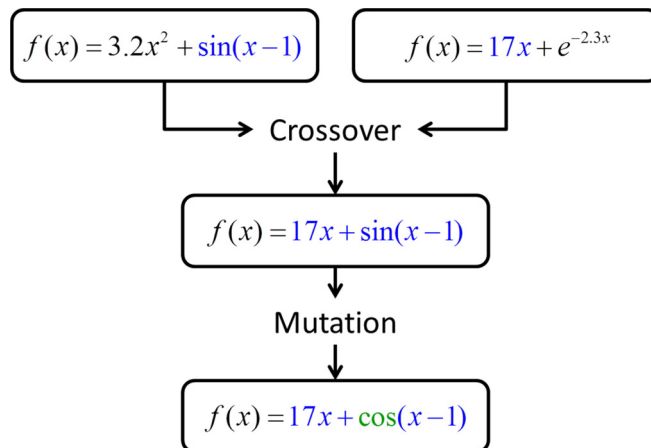 f(x) = 3.2x² + sin(x−1)
f(x) = 17x + e^{−2.3x}
Crossover
f(x) = 17x + sin(x−1)
Mutation
f(x) = 17x + cos(x−1)